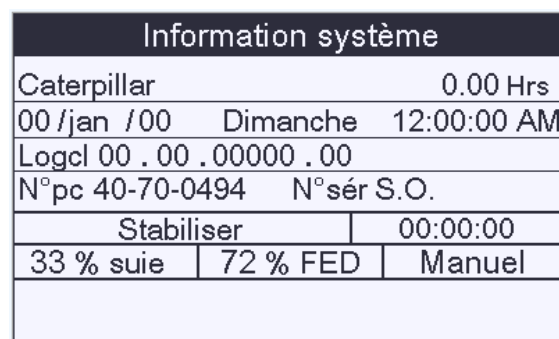 Information système
Caterpillar 0.00 Hrs
00/jan /00 Dimanche 12:00:00 AM
Logcl 00 . 00 .00000 . 00
N°pc 40-70-0494 N°sér S.O.
Stabiliser 00:00:00
33 % suie 72 % FED Manuel